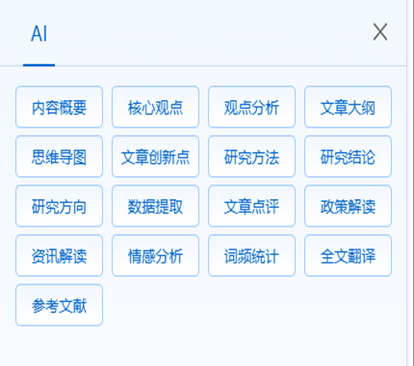 AI
内容概要 核心观点 观点分析 文章大纲
思维导图 文章创新点 研究方法 研究结论
研究方向 数据提取 文章点评 政策解读
资讯解读 情感分析 词频统计 全文翻译
参考文献